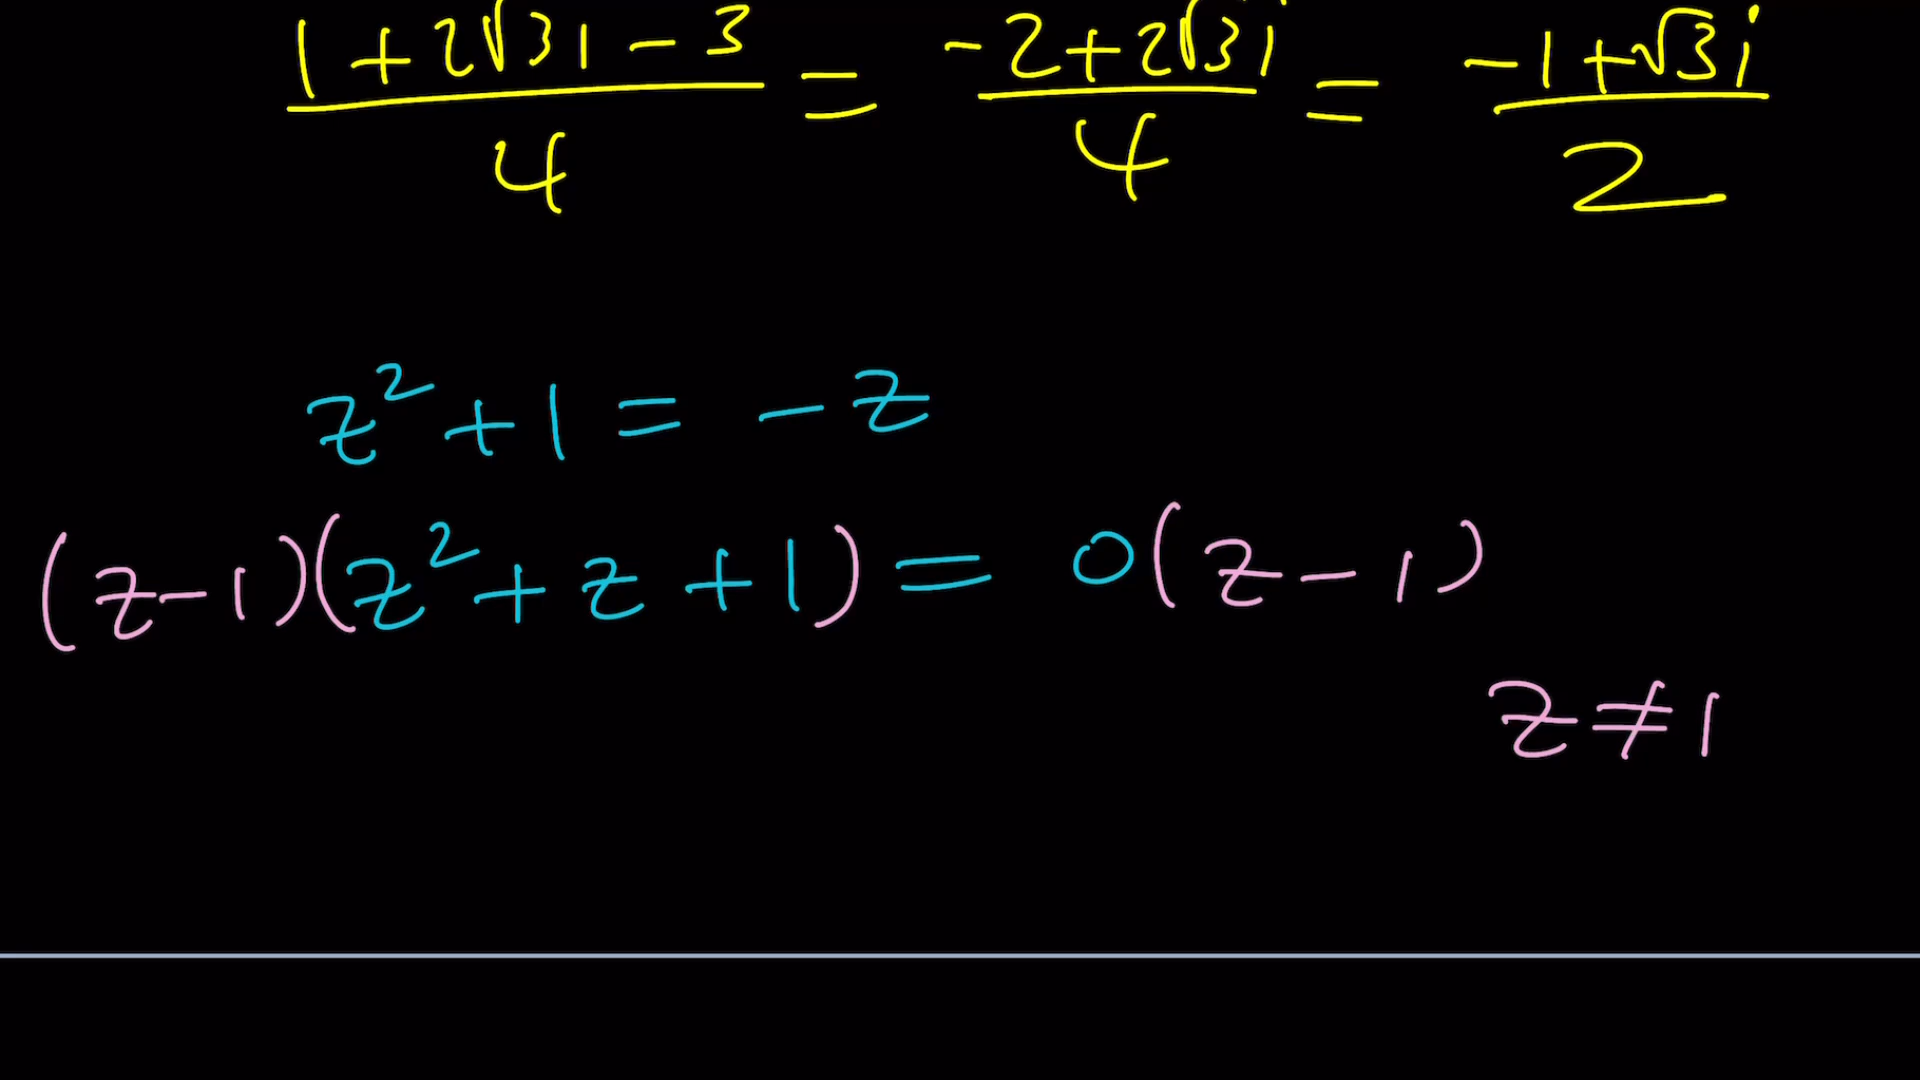 1+2√3i-3/4 = -2+2√3i/4 = -1+√3i/2
z²+1=-z
(z-1)(z²+z+1)=0(z-1)
z≠1